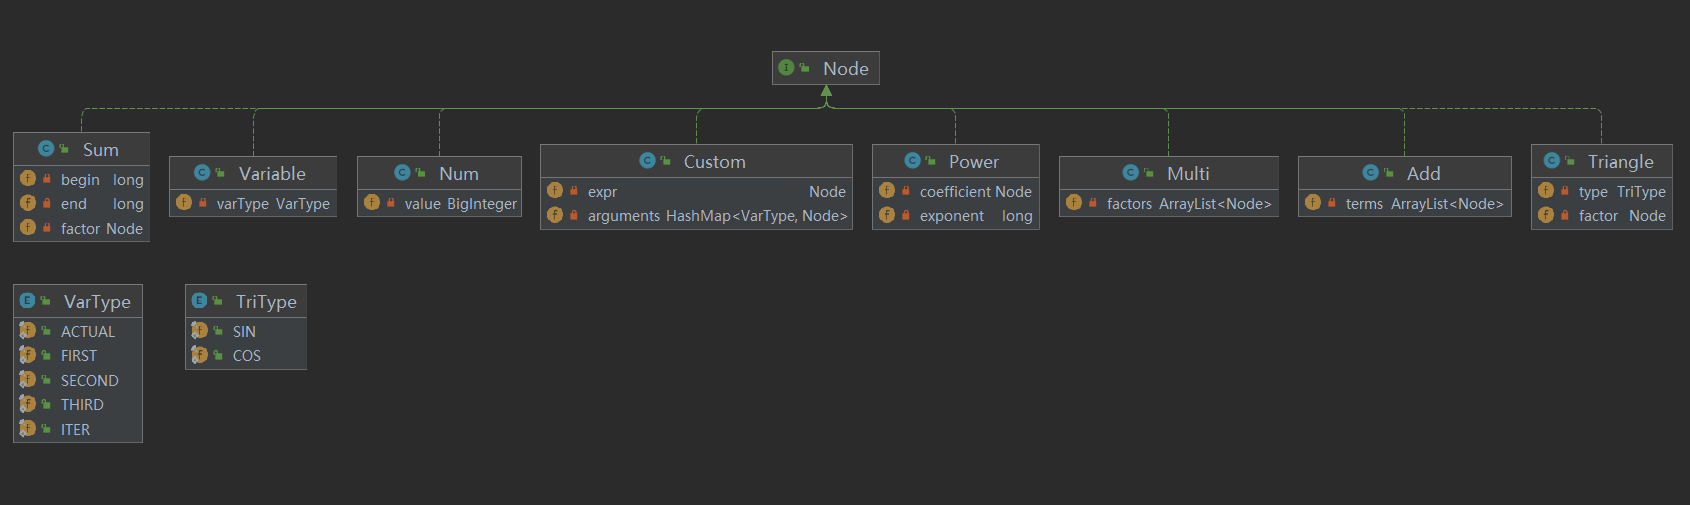 Node
Sum
begin long
end long
factor Node
Variable
varType VarType
Num
value BigInteger
Custom
expr Node
arguments HashMap<VarType, Node>
Power
coefficient Node
exponent long
Multi
factors ArrayList<Node>
Add
terms ArrayList<Node>
Triangle
type TriType
factor Node
VarType
ACTUAL
FIRST
SECOND
THIRD
ITER
TriType
SIN
COS